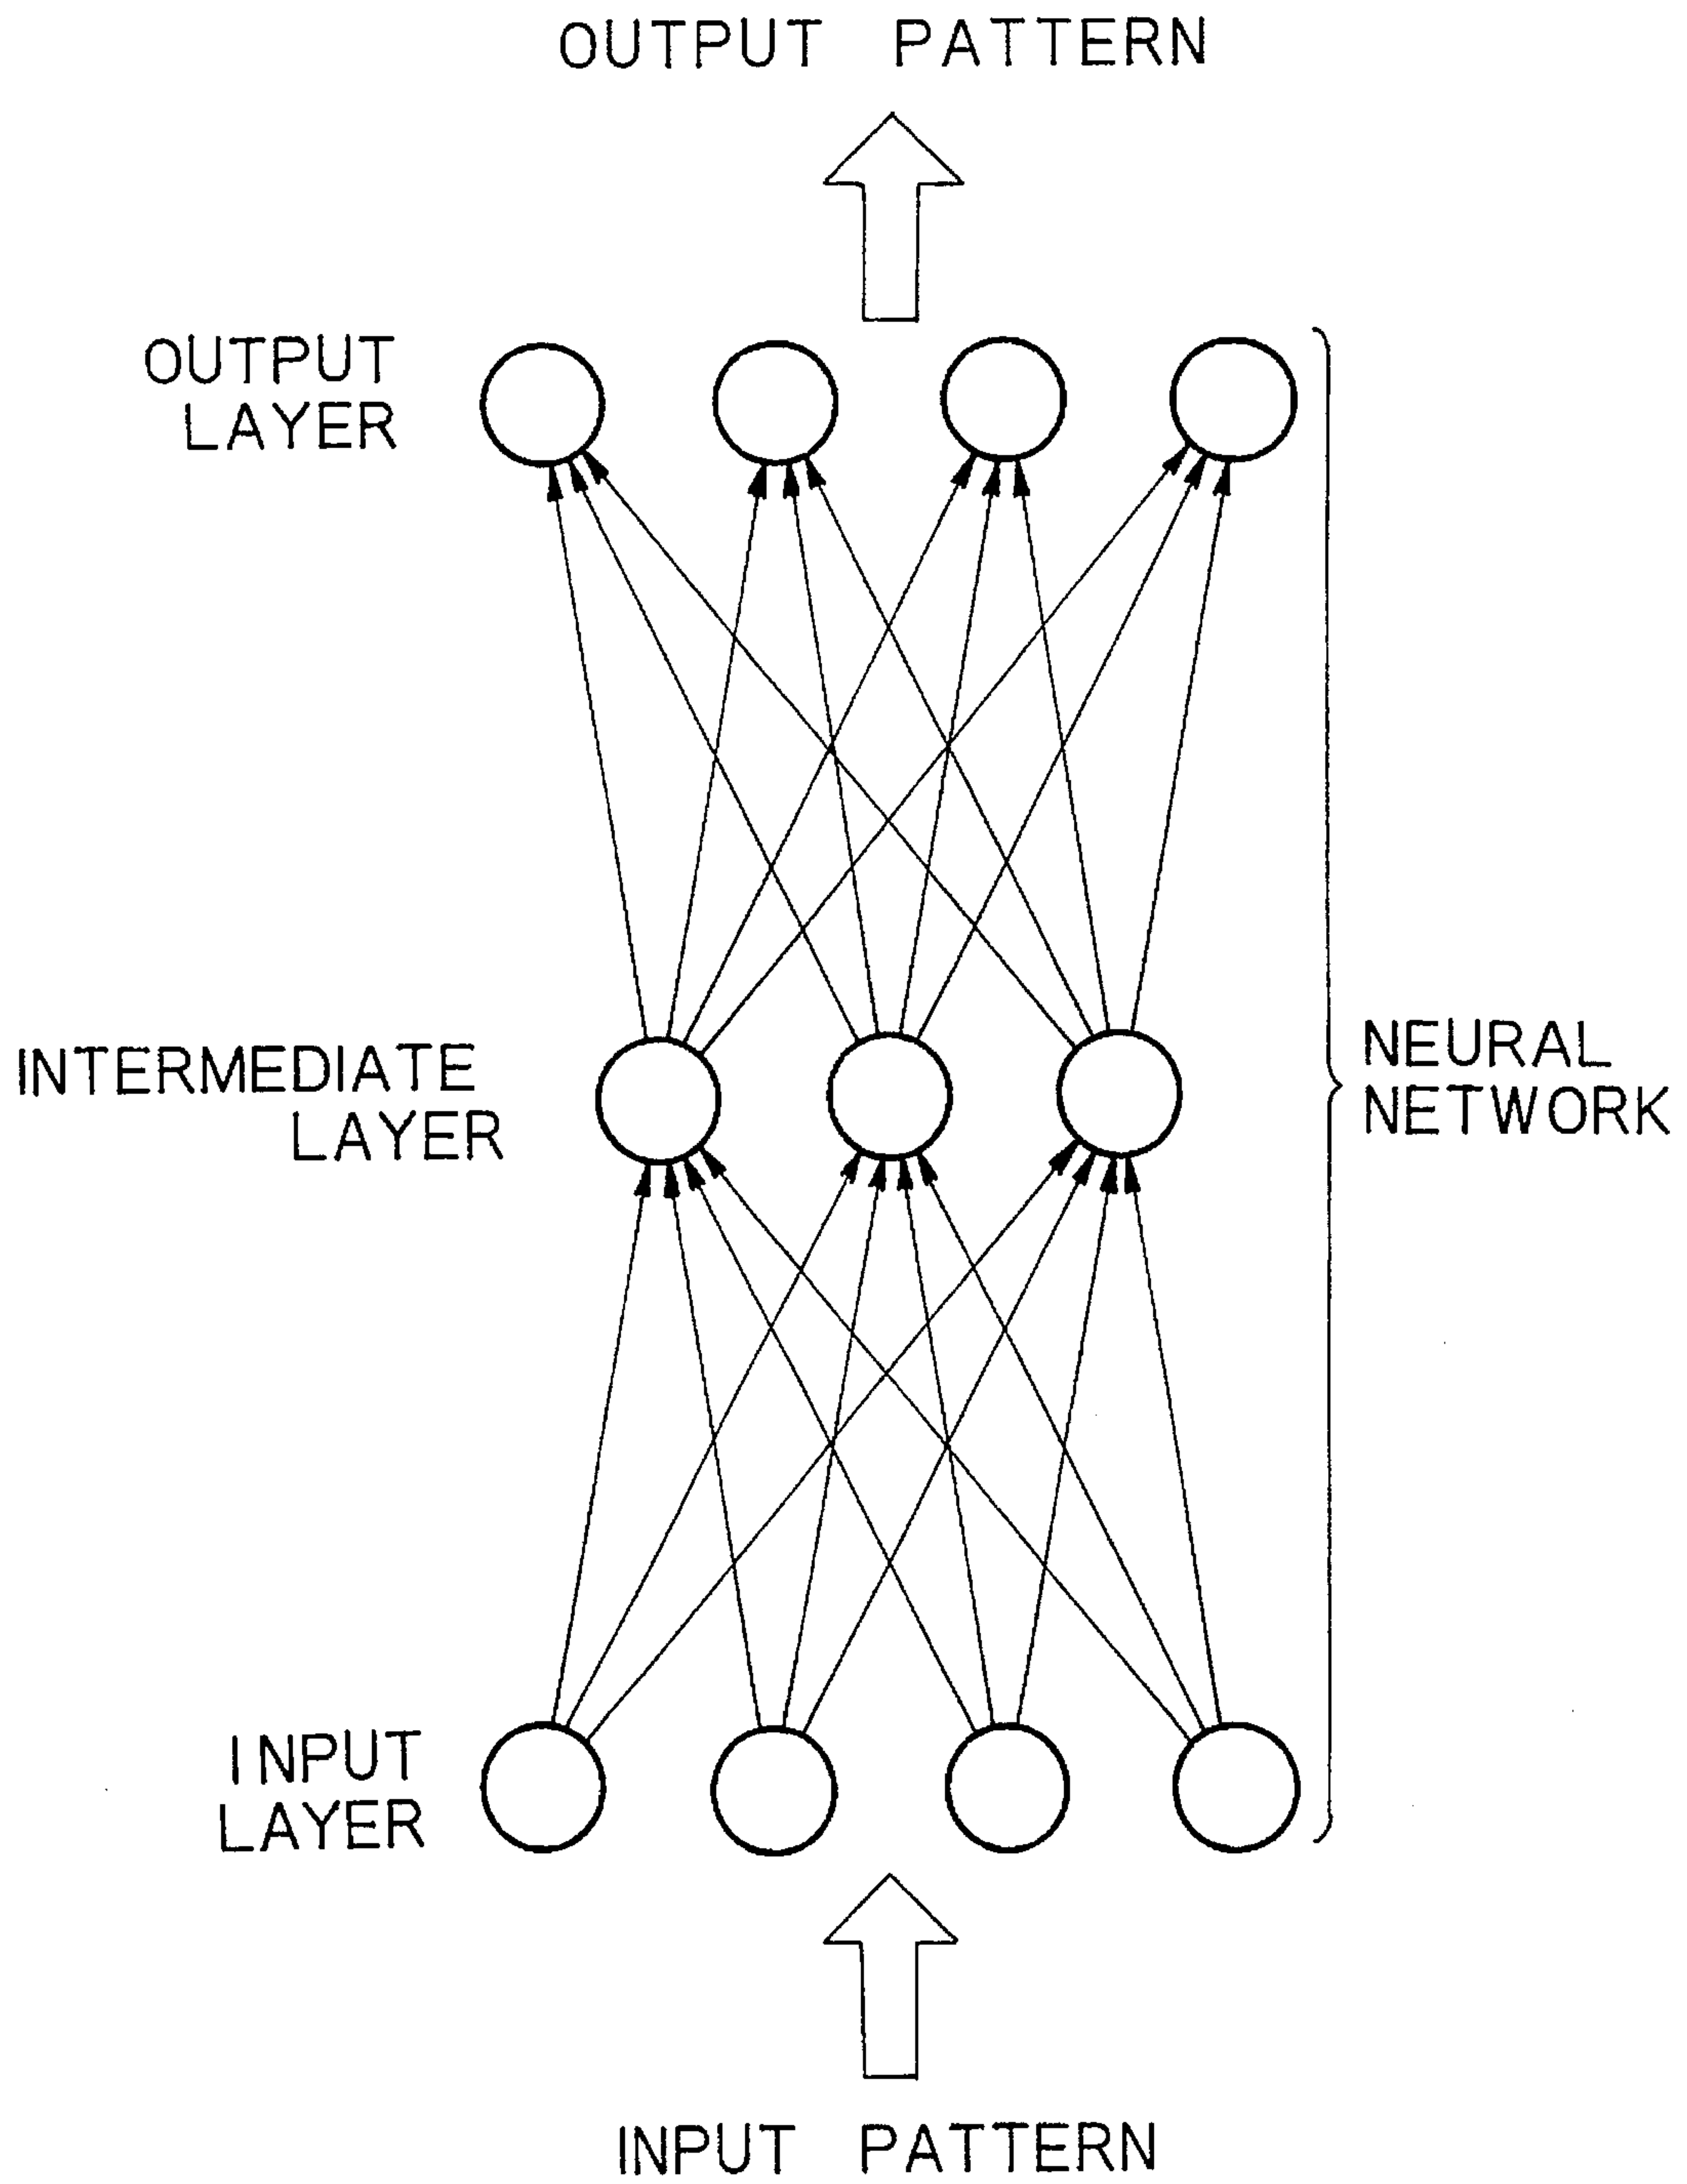 OUTPUT PATTERN
OUTPUT
LAYER
INTERMEDIATE
LAYER
NEURAL
NETWORK
INPUT
LAYER
INPUT PATTERN